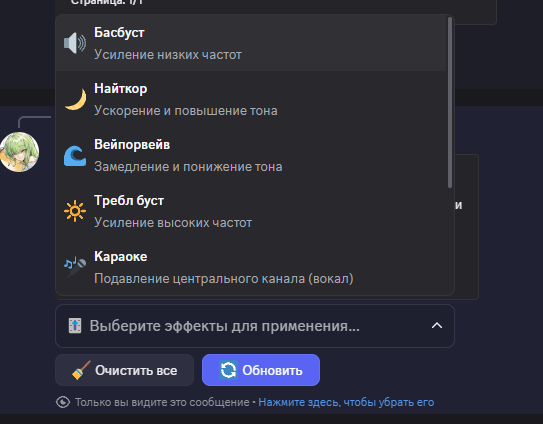 Страница: 1/1
Басбуст
Усиление низких частот
Найткор
Ускорение и повышение тона
Вейпорвейв
Замедление и понижение тона
и
Требл буст
Усиление высоких частот
Караоке
Подавление центрального канала (вокал)
Выберите эффекты для применения...
Очистить все
Обновить
Только вы видите это сообщение • Нажмите здесь, чтобы убрать его